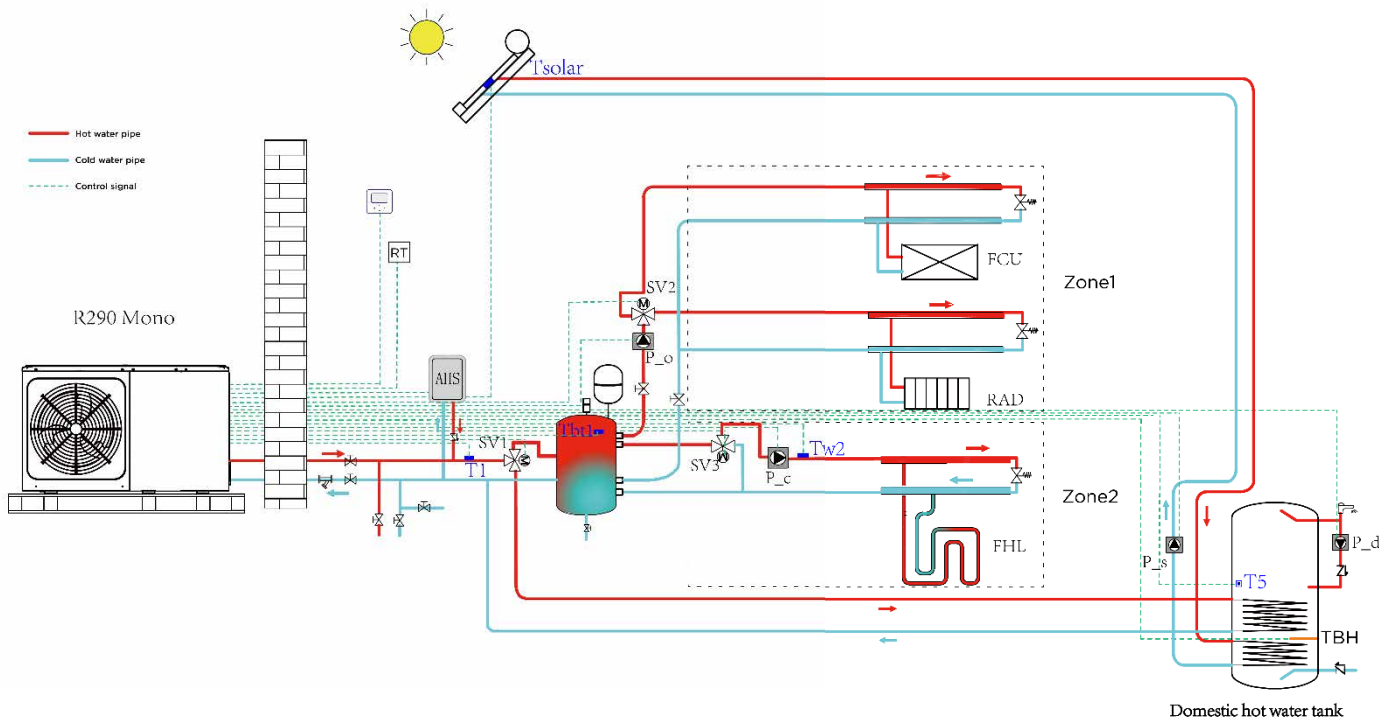 Tsolar
Hot water pipe
Cold water pipe
Control signal
RT
FCU
Zone1
SV2
M
R290 Mono
P_o
AHS
RAD
Tbt1
SV1
M
T1
SV3
M
Tw2
P_c
Zone2
FHL
P_s
P_d
T5
TBH
Domestic hot water tank